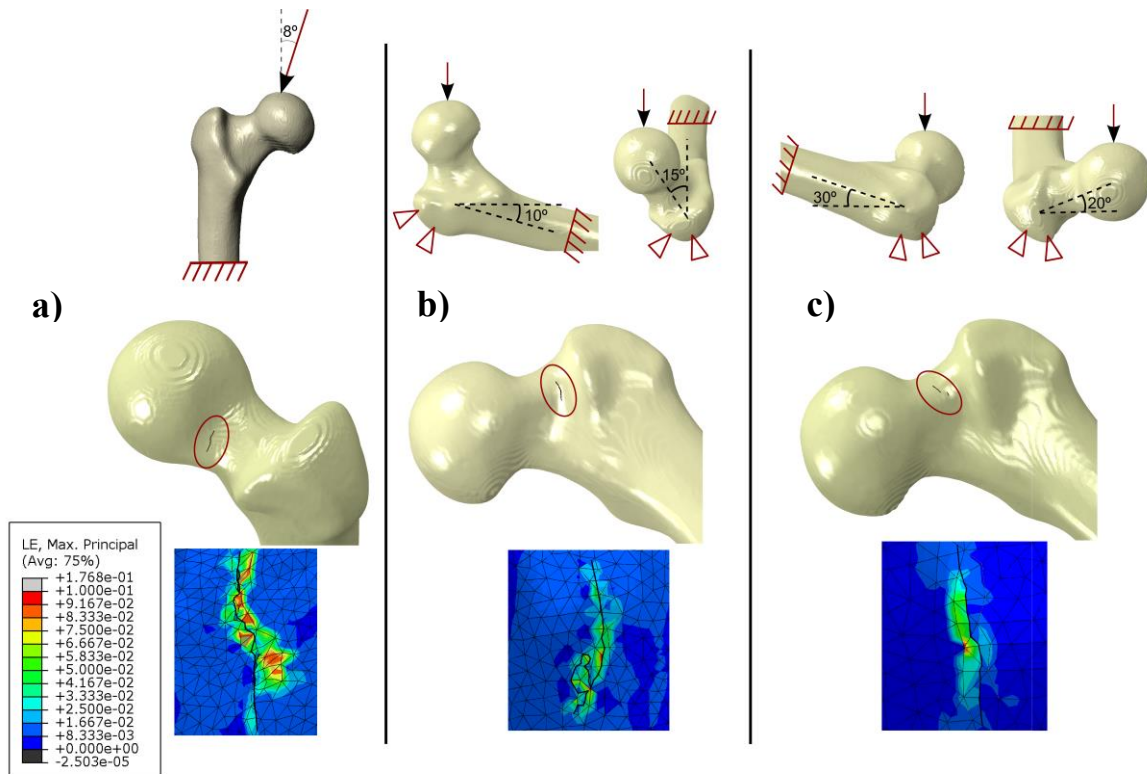 8º
10º
15º
30º
20º
a)
b)
c)
LE, Max. Principal
(Avg: 75%)
+1.768e-01
+1.000e-01
+9.167e-02
+8.333e-02
+7.500e-02
+6.667e-02
+5.833e-02
+5.000e-02
+4.167e-02
+3.333e-02
+2.500e-02
+1.667e-02
+8.333e-03
+0.000e+00
-2.503e-05